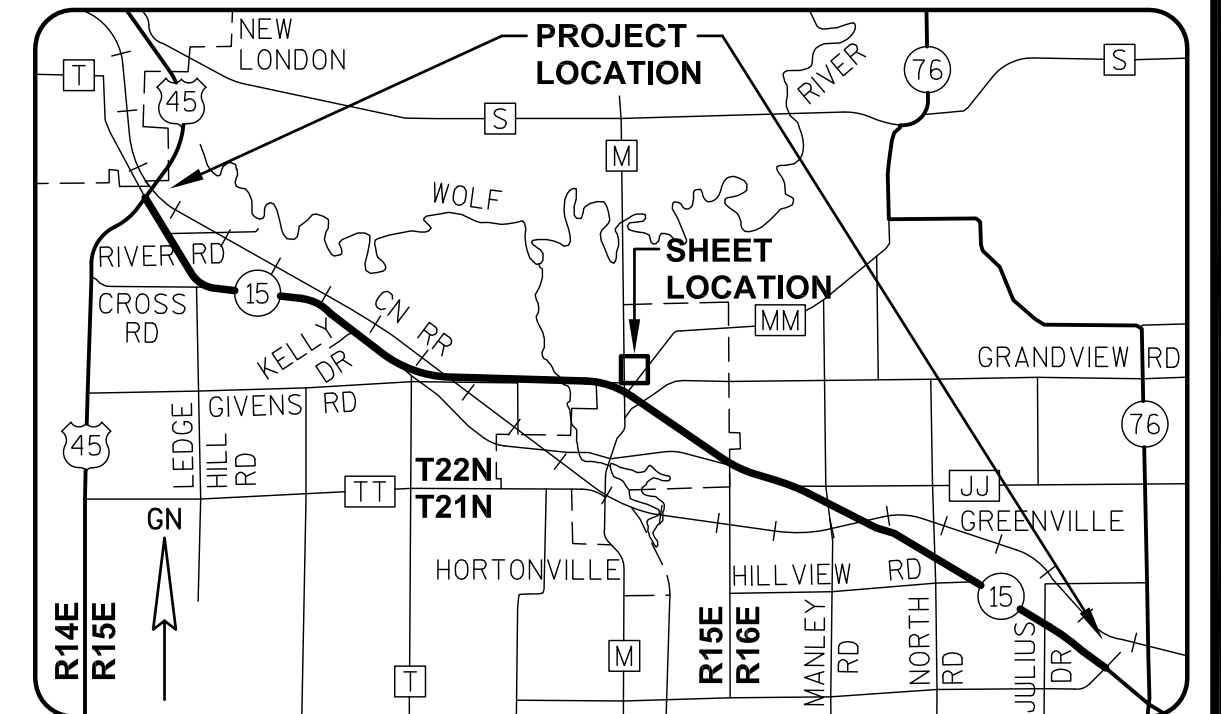 NEW
LONDON
PROJECT
LOCATION
RIVER
76
S
T
45
S
M
WOLF
SHEET
LOCATION
RIVER RD
15
CROSS
RD
CN RR
KELLY
DR
MM
GRANDVIEW RD
GIVENS RD
LEDGE
HILL
RD
45
76
T22N
T21N
TT
JJ
GN
GREENVILLE
HORTONVILLE
HILLVIEW RD
15
R14E
R15E
R15E
R16E
MANLEY
RD
NORTH
RD
JULIUS
DR
M
T